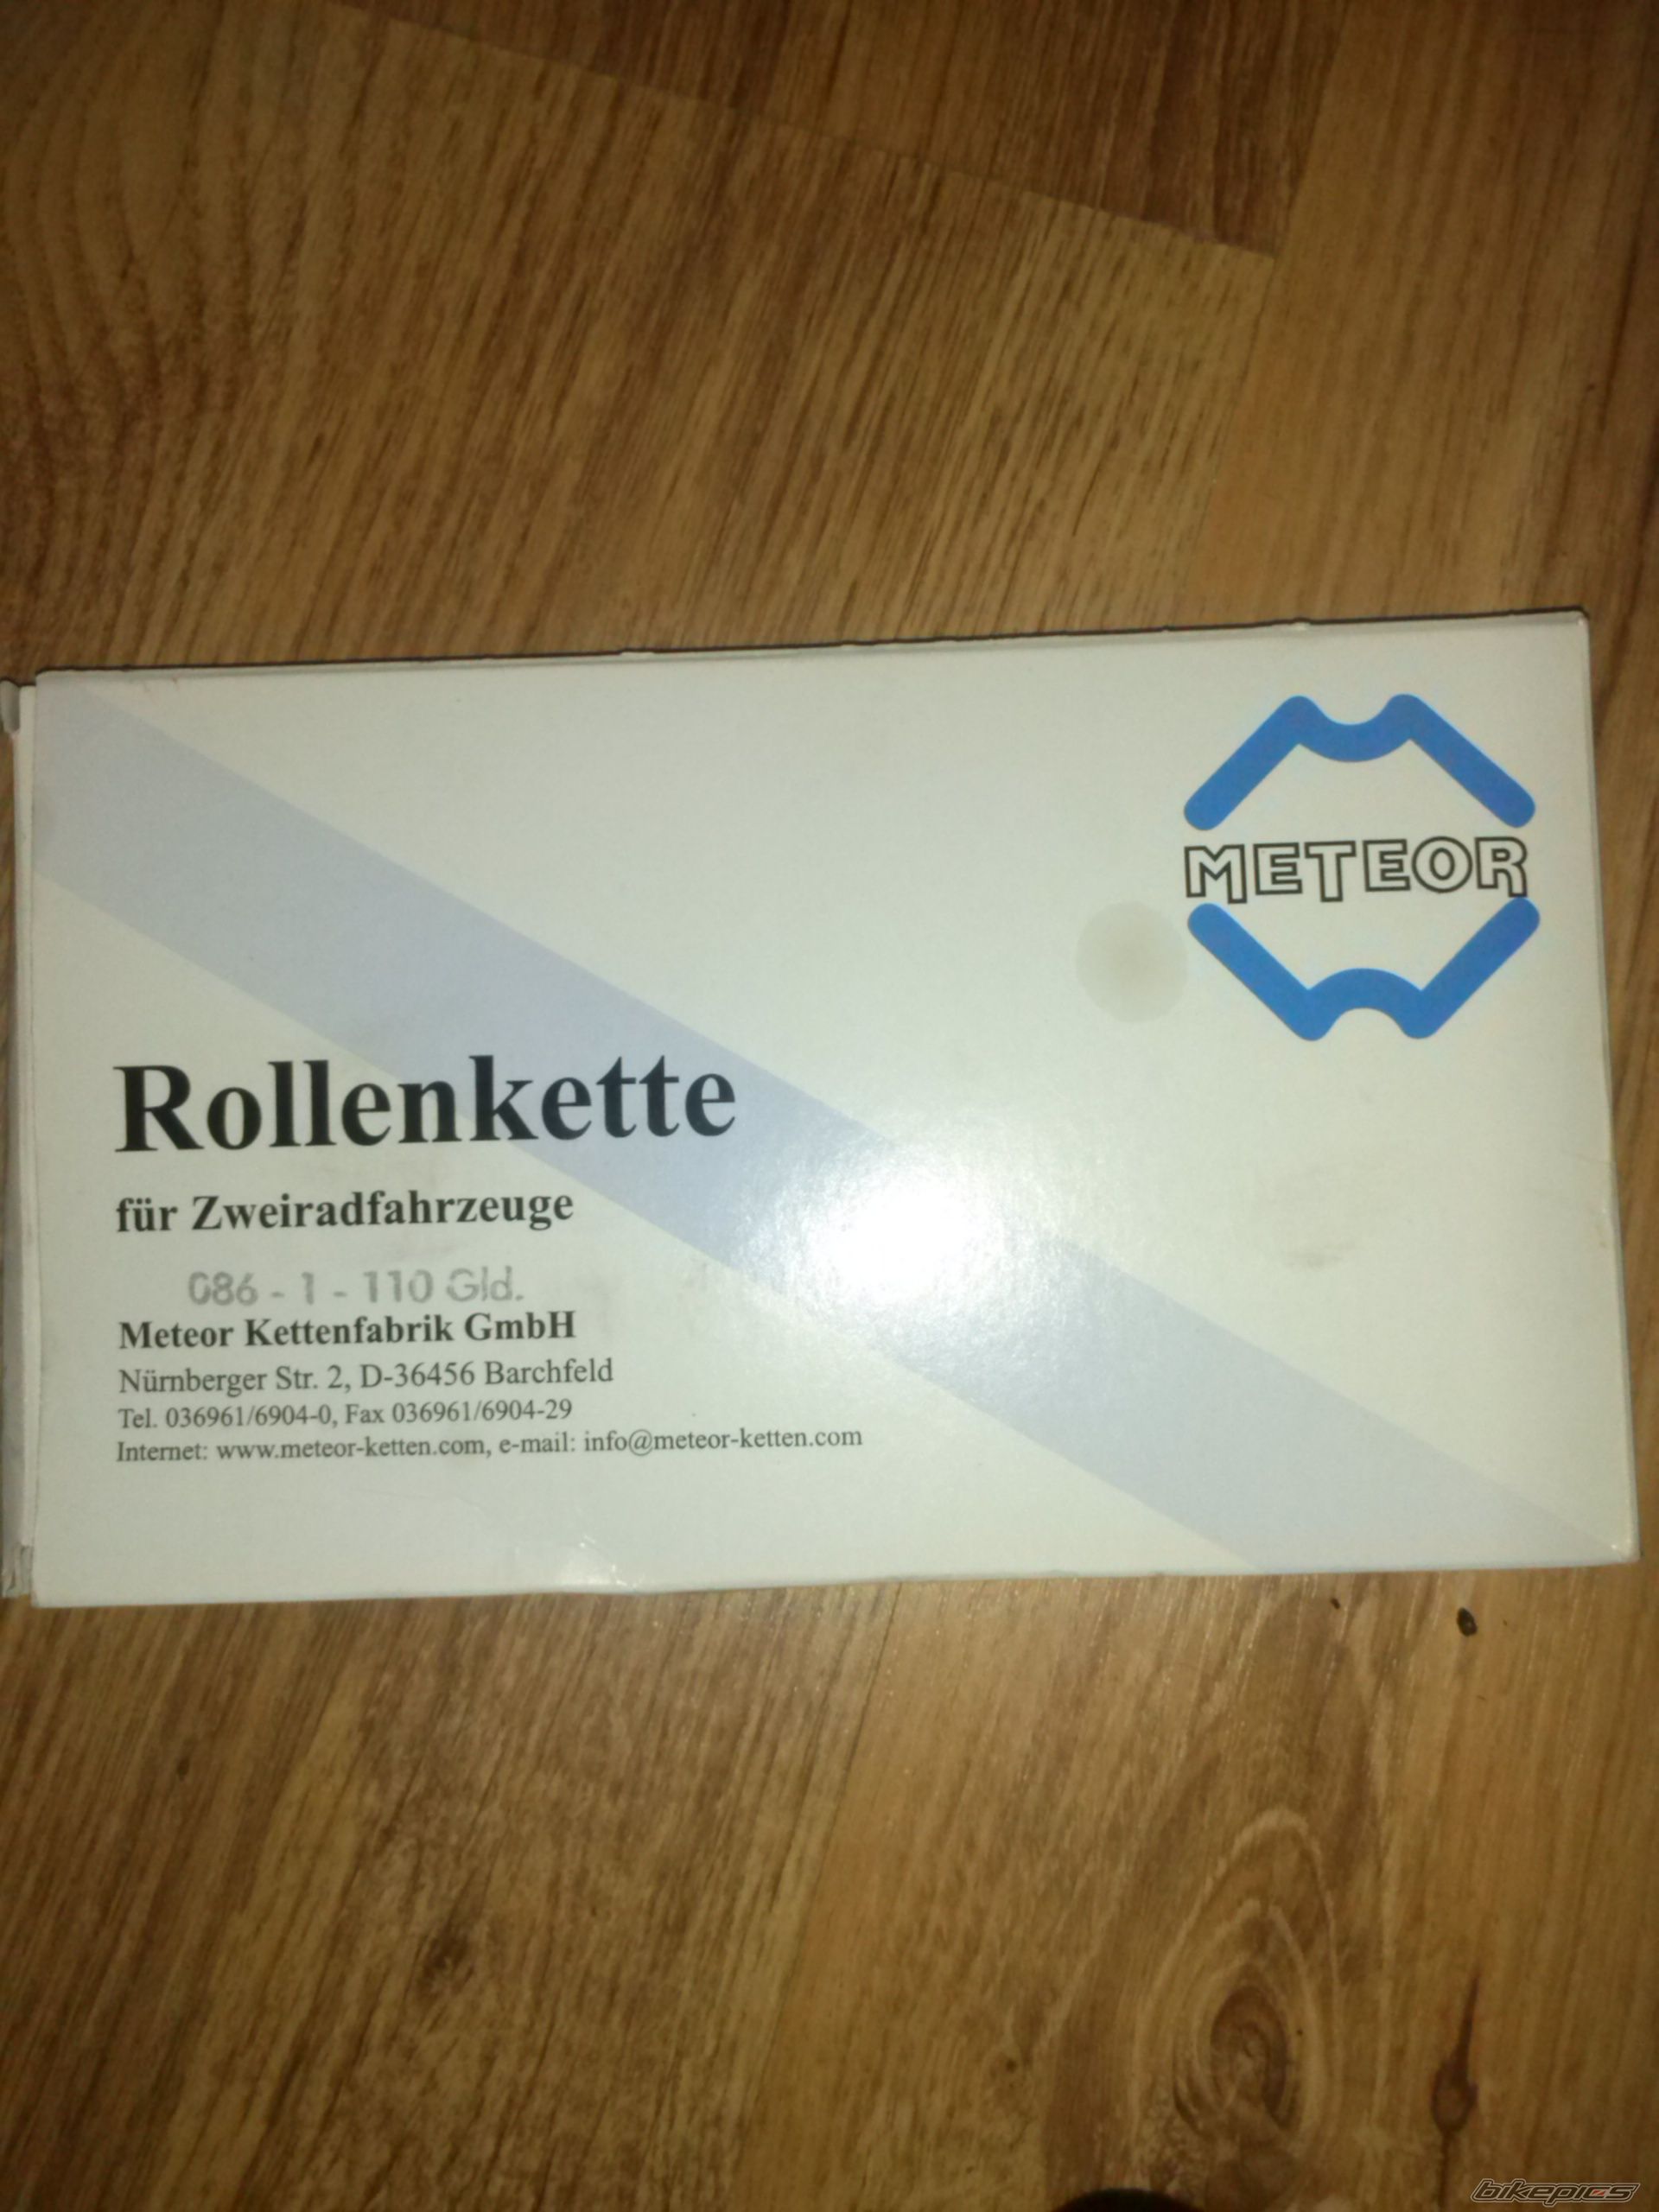 METEOR
Rollenkette
für Zweiradfahrzeuge
086 - 1 - 110 Gld.
Meteor Kettenfabrik GmbH
Nürnberger Str. 2, D-36456 Barchfeld
Tel. 036961/6904-0, Fax 036961/6904-29
Internet: www.meteor-ketten.com, e-mail: info@meteor-ketten.com
bikepics